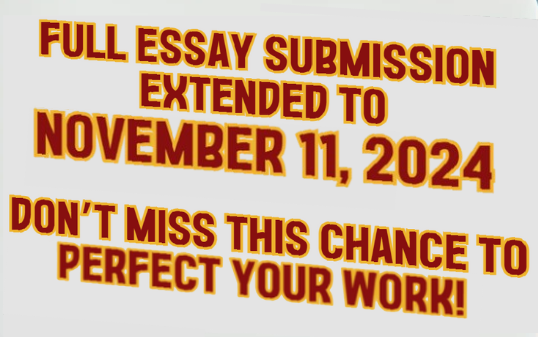 FULL ESSAY SUBMISSION
EXTENDED TO
NOVEMBER 11, 2024
DON'T MISS THIS CHANCE TO
PERFECT YOUR WORK!